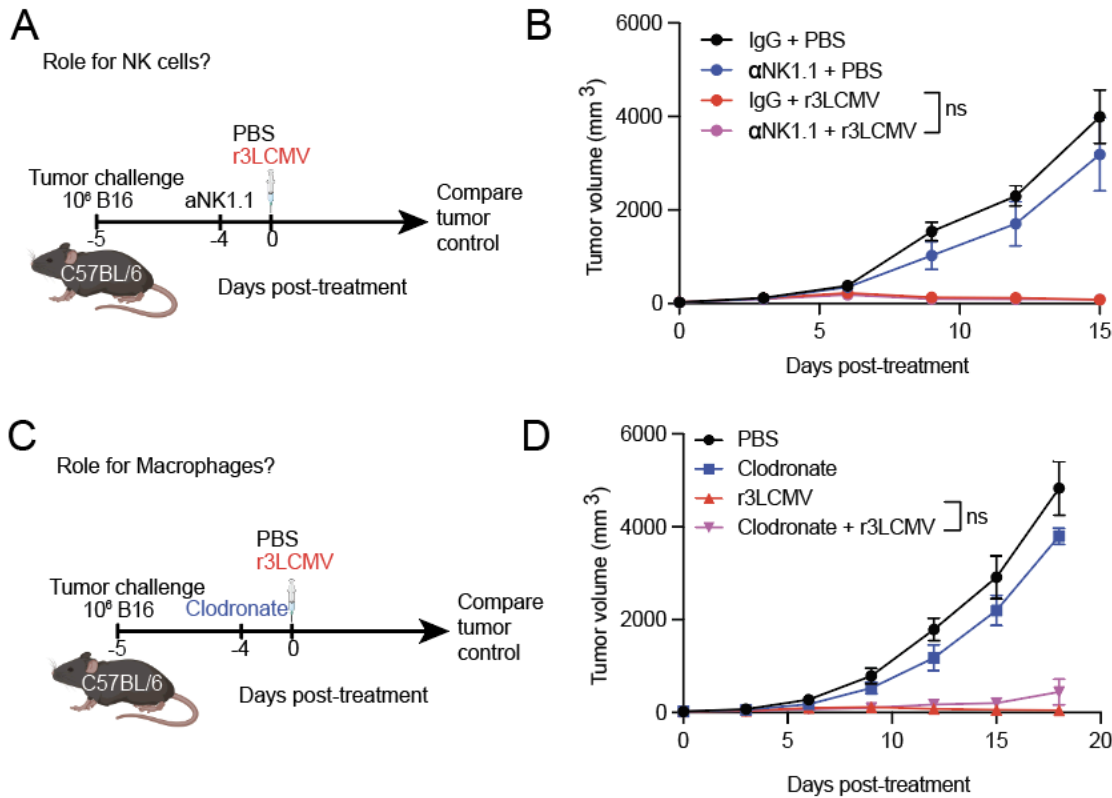 A
Role for NK cells?
PBS
r3LCMV
Tumor challenge
10⁶ B16
aNK1.1
-5
-4
0
Compare
tumor
control
C57BL/6
Days post-treatment
B
IgG + PBS
αNK1.1 + PBS
IgG + r3LCMV
αNK1.1 + r3LCMV
ns
Tumor volume (mm³)
6000
4000
2000
0
0 5 10 15
Days post-treatment
C
Role for Macrophages?
PBS
r3LCMV
Tumor challenge
10⁶ B16
Clodronate
-5
-4
0
Compare
tumor
control
C57BL/6
Days post-treatment
D
PBS
Clodronate
r3LCMV
Clodronate + r3LCMV
ns
Tumor volume (mm³)
6000
4000
2000
0
0 5 10 15 20
Days post-treatment